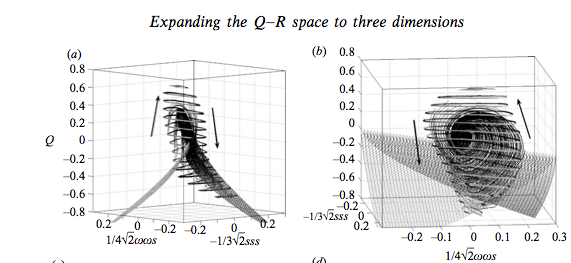 Expanding the Q–R space to three dimensions
(a)
0.8
0.6
0.4
0.2
0
−0.2
−0.4
−0.6
−0.8
Q
0.2 0 −0.2 −0.2 0 0.2
1/4√2ωωs −1/3√2sss
(b)
0.8
0.6
0.4
0.2
0
−0.2
−0.4
−0.6
−0.8
−0.2
0
0.2
−1/3√2sss
−0.2 −0.1 0 0.1 0.2 0.3
1/4√2ωωs
(d)